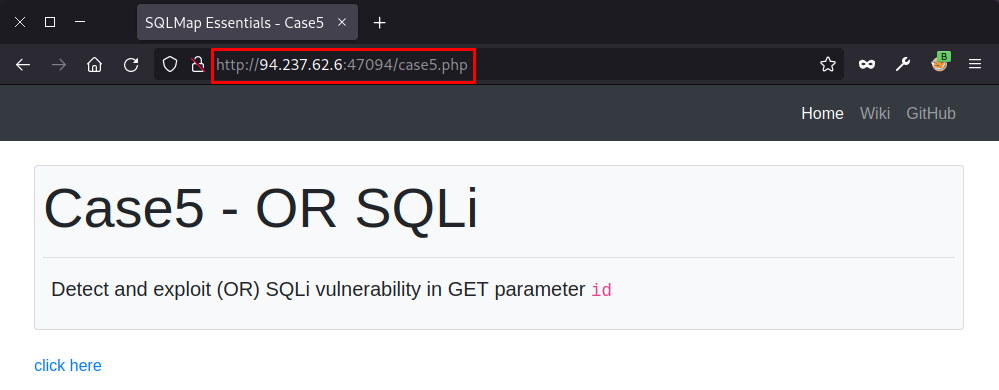 SQLMap Essentials - Case5
http://94.237.62.6:47094/case5.php
B
Home Wiki GitHub
Case5 - OR SQLi
Detect and exploit (OR) SQLi vulnerability in GET parameter id
click here